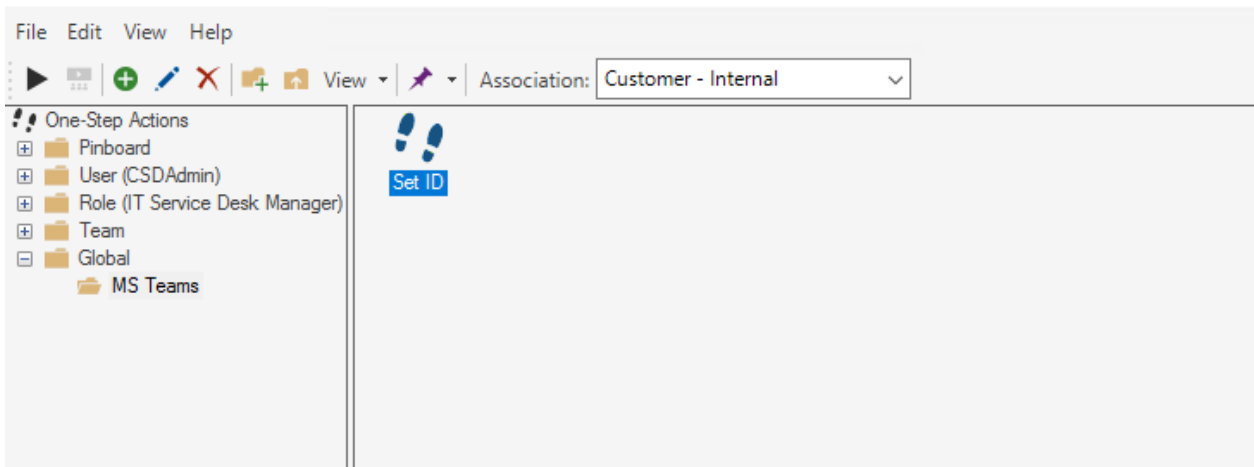 File Edit View Help
View Association: Customer - Internal
One-Step Actions
Pinboard
User (CSDAdmin)
Role (IT Service Desk Manager)
Team
Global
MS Teams
Set ID